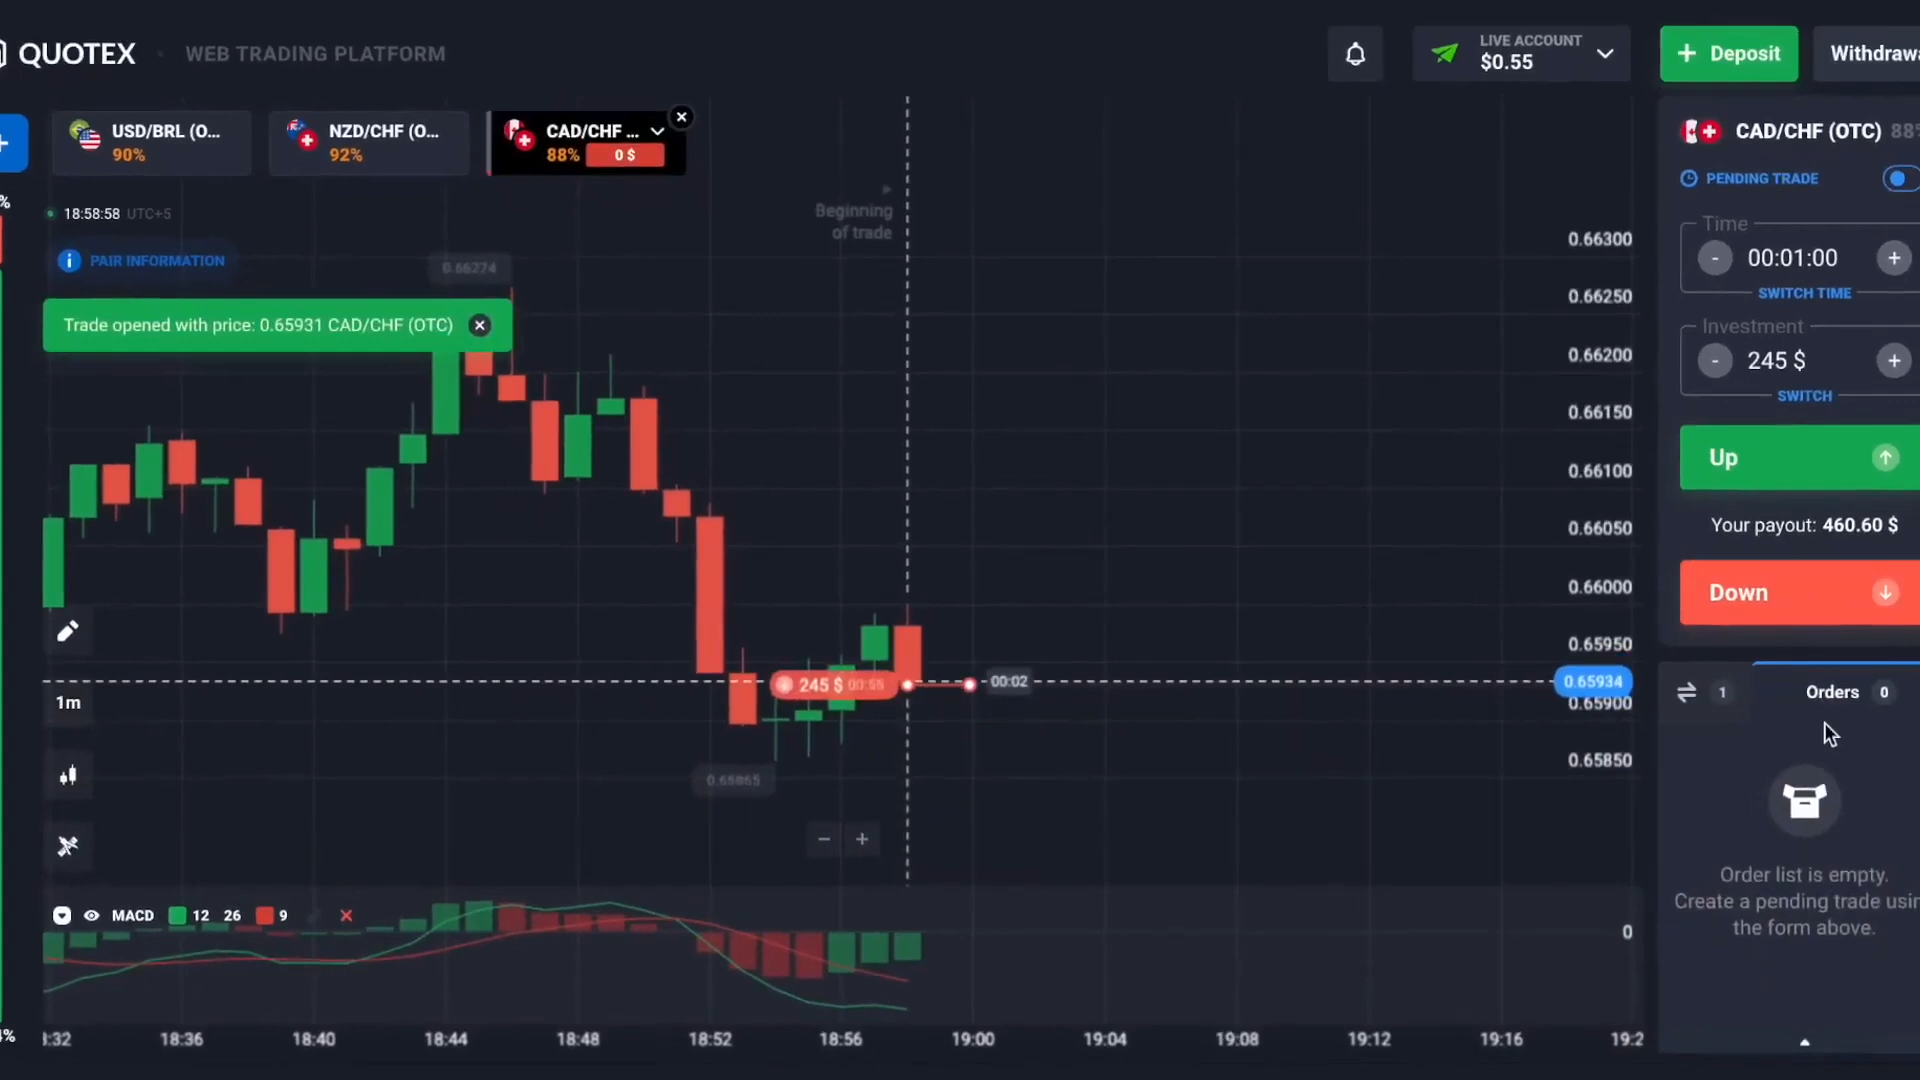 QUOTEX
WEB TRADING PLATFORM
LIVE ACCOUNT
$0.55
+ Deposit
Withdrawa
USD/BRL (O...
90%
NZD/CHF (O...
92%
CAD/CHF ...
88%
0 $
CAD/CHF (OTC) 88%
PENDING TRADE
%
18:58:58 UTC+5
PAIR INFORMATION
Beginning
of trade
0.66274
Trade opened with price: 0.65931 CAD/CHF (OTC)
Time
- 00:01:00 +
SWITCH TIME
Investment
- 245 $ +
SWITCH
Up
Your payout: 460.60 $
Down
0.66300
0.66250
0.66200
0.66150
0.66100
0.66050
0.66000
0.65950
0.65934
0.65900
0.65850
245 $
00:02
1m
0.65865
− +
1
Orders 0
Order list is empty.
Create a pending trade usin
the form above.
MACD 12 26 9
0
18:36
18:40
18:44
18:48
18:52
18:56
19:00
19:04
19:08
19:12
19:16
19:2